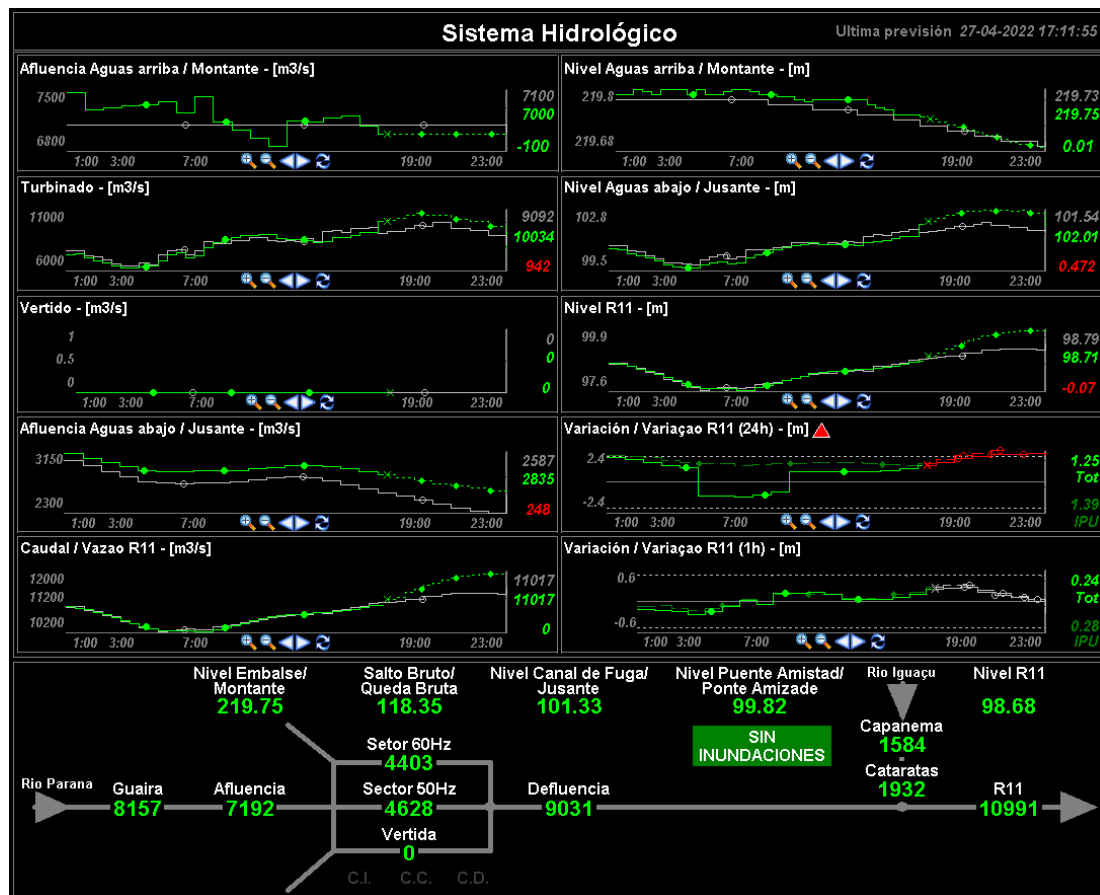 Sistema Hidrológico
Ultima previsión 27-04-2022 17:11:55
Afluencia Aguas arriba / Montante - [m3/s]
7500
6800
7100
7000
-100
1:00 3:00 7:00 19:00 23:00
Nivel Aguas arriba / Montante - [m]
219.8
219.68
219.73
219.75
0.01
1:00 3:00 7:00 19:00 23:00
Turbinado - [m3/s]
11000
6000
9092
10034
942
1:00 3:00 7:00 19:00 23:00
Nivel Aguas abajo / Jusante - [m]
102.8
99.5
101.54
102.01
0.472
1:00 3:00 7:00 19:00 23:00
Vertido - [m3/s]
1
0.5
0
0
0
0
1:00 3:00 7:00 19:00 23:00
Nivel R11 - [m]
99.9
97.6
98.79
98.71
-0.07
1:00 3:00 7:00 19:00 23:00
Afluencia Aguas abajo / Jusante - [m3/s]
3150
2300
2587
2835
248
1:00 3:00 7:00 19:00 23:00
Variación / Variaçao R11 (24h) - [m]
2.4
-2.4
1.25
Tot
1.39
IPU
1:00 3:00 7:00 19:00 23:00
Caudal / Vazao R11 - [m3/s]
12000
11200
10200
11017
11017
0
1:00 3:00 7:00 19:00 23:00
Variación / Variaçao R11 (1h) - [m]
0.6
-0.6
0.24
Tot
0.28
IPU
1:00 3:00 7:00 19:00 23:00
Nivel Embalse/
Montante
219.75
Salto Bruto/
Queda Bruta
118.35
Nivel Canal de Fuga/
Jusante
101.33
Nivel Puente Amistad/
Ponte Amizade
99.82
SIN
INUNDACIONES
Rio Iguaçu
Nivel R11
98.68
Capanema
1584
Cataratas
1932
Setor 60Hz
4403
Rio Parana
Guaira
8157
Afluencia
7192
Sector 50Hz
4628
Defluencia
9031
R11
10991
Vertida
0
C.I. C.C. C.D.